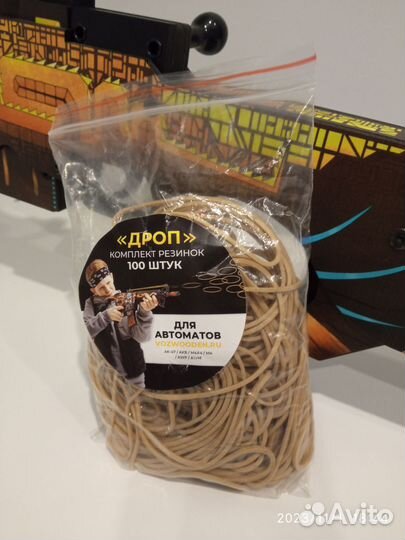 «ДРОП»
КОМПЛЕКТ РЕЗИНОК
100 ШТУК
ДЛЯ
АВТОМАТОВ
VOZWOODEN.RU
Avito